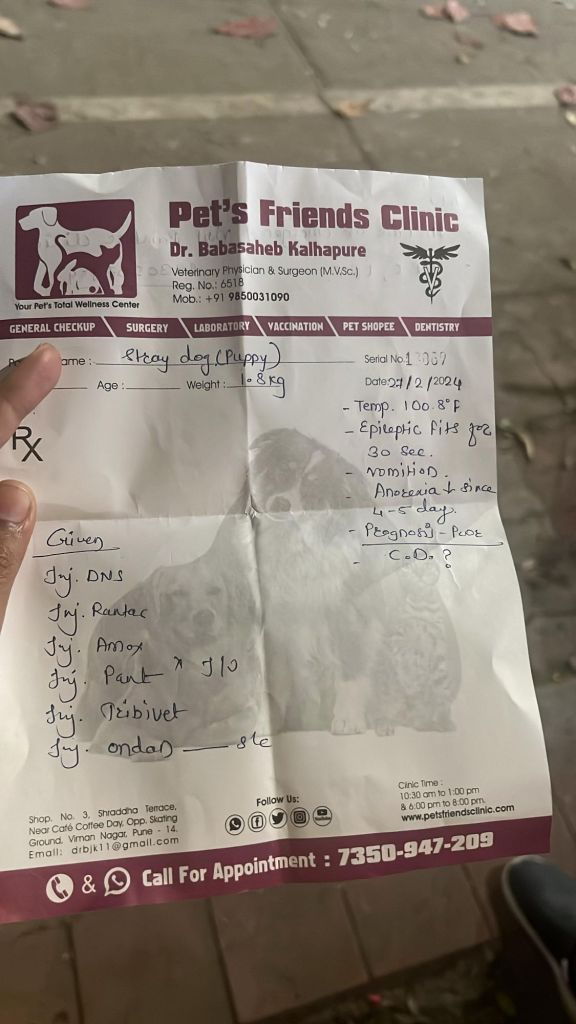 Pet's Friends Clinic
Dr. Babasaheb Kalhapure
Veterinary Physician & Surgeon (M.V.Sc.)
Reg. No.: 6518
Mob.: +91 9850031090
Your Pet's Total Wellness Center
GENERAL CHECKUP \ SURGERY \ LABORATORY \ VACCINATION \ PET SHOPEE \ DENTISTRY
ame : Stray dog (Puppy)
Serial No.
Age : Weight : 1.8kg
Date 27/2/2024
Rx
- Temp. 100.8°F
- Epileptic fits for
30 sec.
- Vomition.
- Anorexia + since
4-5 day.
- Prognosis - Poor
- C.D. ?
Given
Inj. DNS
Inj. Rantac
Inj. Amox
Inj. Pant
Inj. Tribivet
Inj. ondan
Shop. No. 3, Shraddha Terrace,
Near Café Coffee Day, Opp. Skating
Ground, Viman Nagar, Pune - 14.
Email: drbjk11@gmail.com
Follow Us:
Clinic Time :
10:30 am to 1:00 pm
& 6:00 pm to 8:00 pm.
www.petsfriendsclinic.com
& Call For Appointment : 7350-947-209